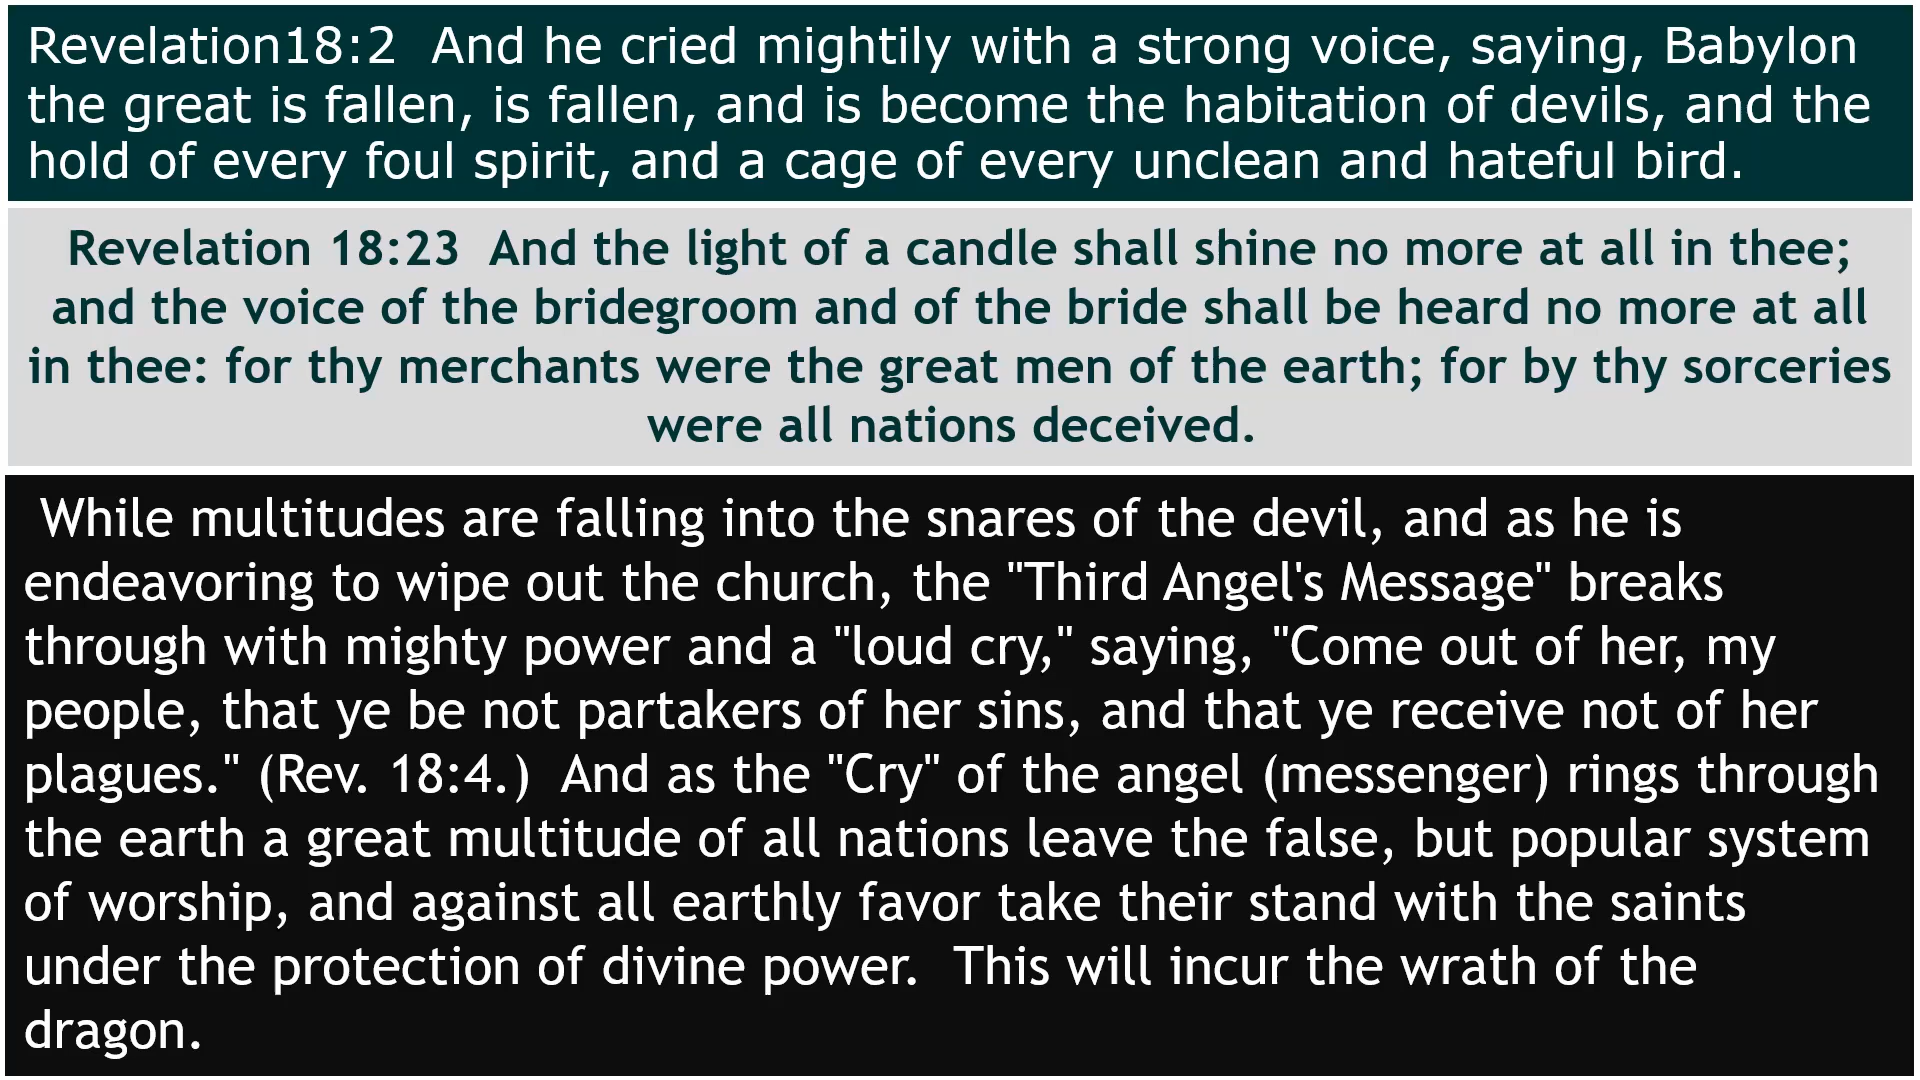 Revelation18:2  And he cried mightily with a strong voice, saying, Babylon
the great is fallen, is fallen, and is become the habitation of devils, and the
hold of every foul spirit, and a cage of every unclean and hateful bird.
Revelation 18:23  And the light of a candle shall shine no more at all in thee;
and the voice of the bridegroom and of the bride shall be heard no more at all
in thee: for thy merchants were the great men of the earth; for by thy sorceries
were all nations deceived.
While multitudes are falling into the snares of the devil, and as he is
endeavoring to wipe out the church, the "Third Angel's Message" breaks
through with mighty power and a "loud cry," saying, "Come out of her, my
people, that ye be not partakers of her sins, and that ye receive not of her
plagues." (Rev. 18:4.)  And as the "Cry" of the angel (messenger) rings through
the earth a great multitude of all nations leave the false, but popular system
of worship, and against all earthly favor take their stand with the saints
under the protection of divine power.  This will incur the wrath of the
dragon.